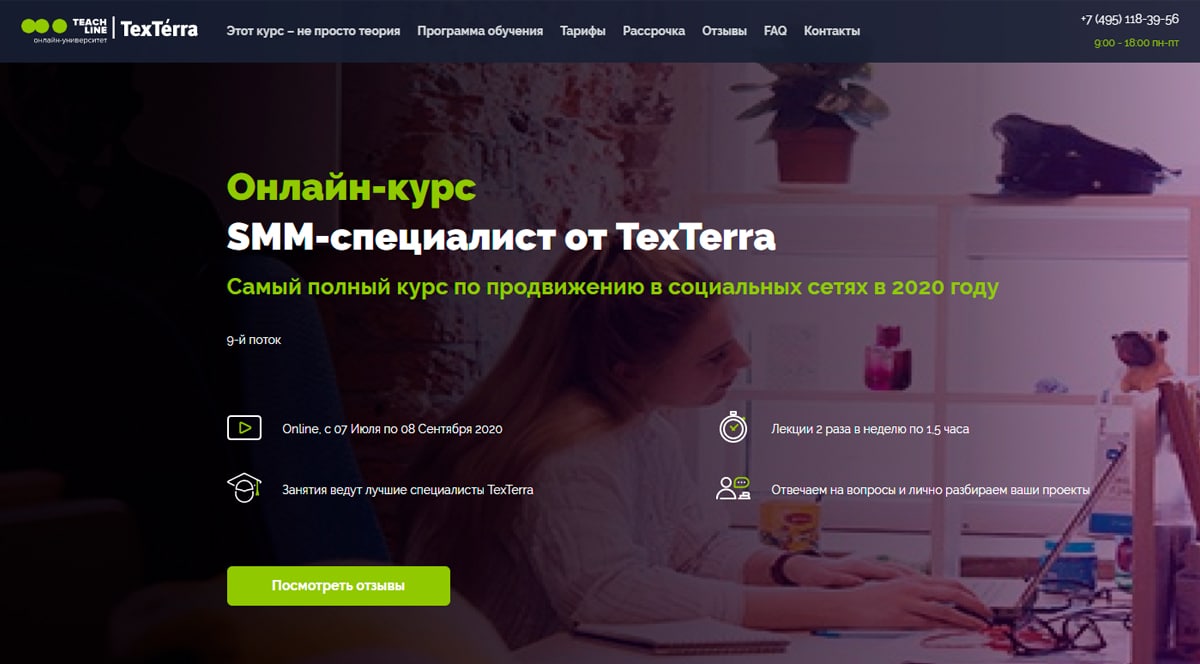 TEACH
LINE
онлайн-университет
TexTerra
Этот курс – не просто теория
Программа обучения
Тарифы
Рассрочка
Отзывы
FAQ
Контакты
+7 (495) 118-39-56
9:00 - 18:00 пн-пт
Онлайн-курс
SMM-специалист от TexTerra
Самый полный курс по продвижению в социальных сетях в 2020 году
9-й поток
Online, с 07 Июля по 08 Сентября 2020
Лекции 2 раза в неделю по 1,5 часа
Занятия ведут лучшие специалисты TexTerra
Отвечаем на вопросы и лично разбираем ваши проекты
Посмотреть отзывы